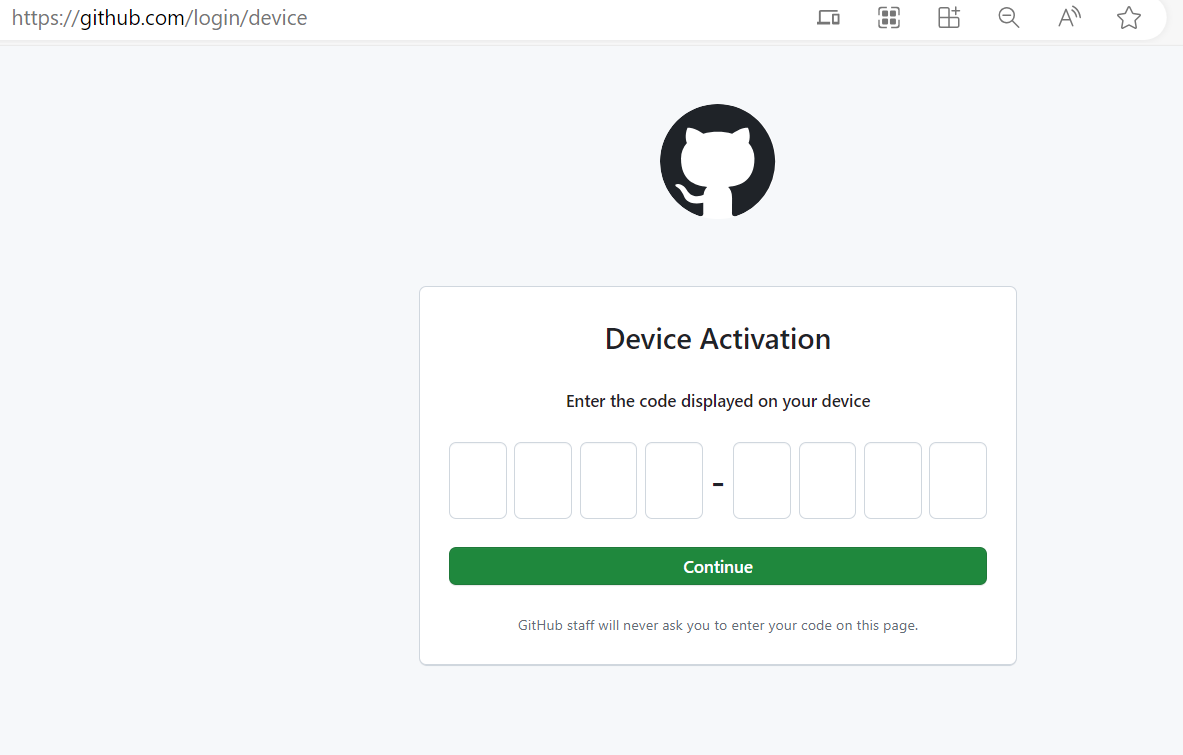 https://github.com/login/device
Device Activation
Enter the code displayed on your device
-
Continue
GitHub staff will never ask you to enter your code on this page.